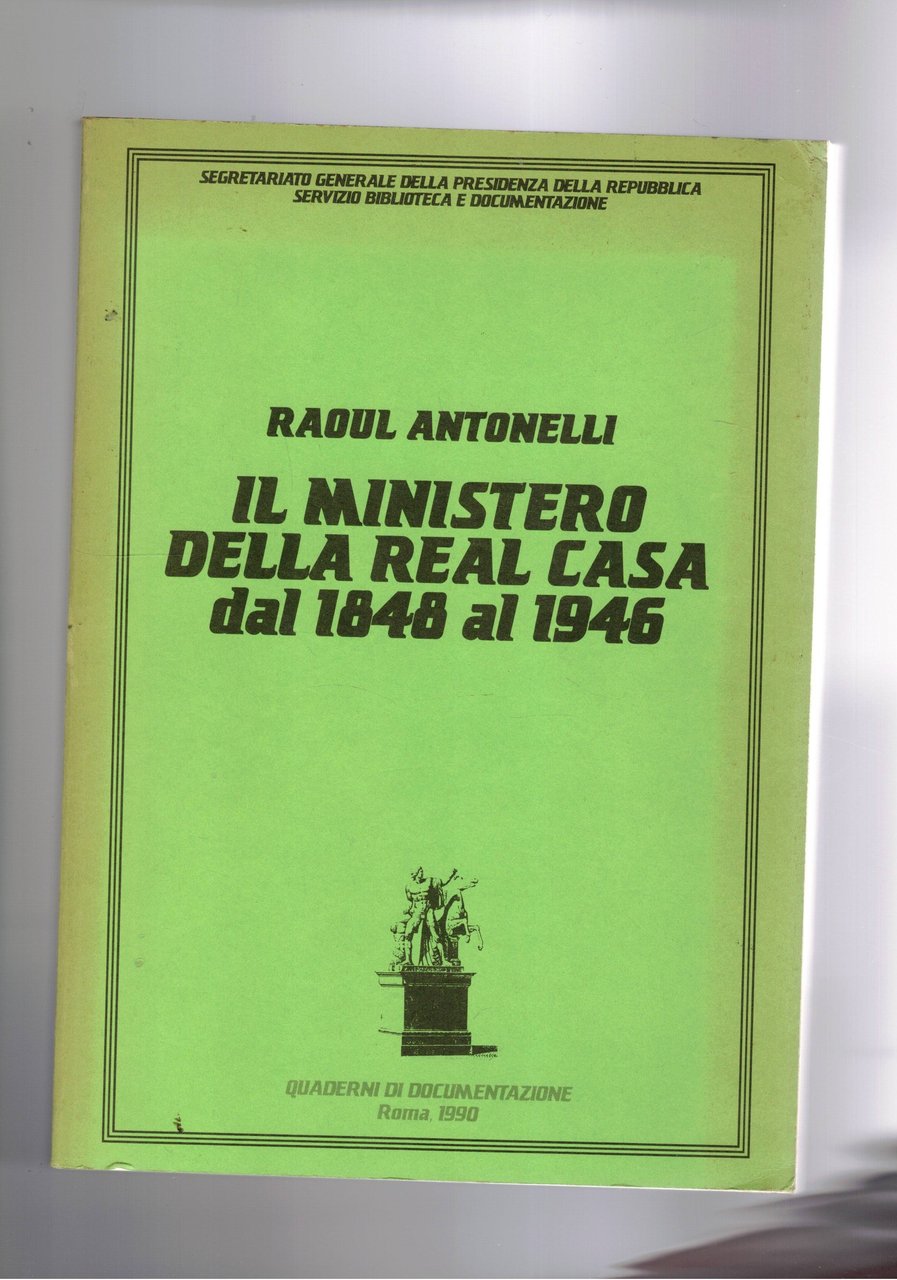 SEGRETARIATO GENERALE DELLA PRESIDENZA DELLA REPUBBLICA
SERVIZIO BIBLIOTECA E DOCUMENTAZIONE
RAOUL ANTONELLI
IL MINISTERO
DELLA REAL CASA
dal 1848 al 1946
QUADERNI DI DOCUMENTAZIONE
Roma, 1990